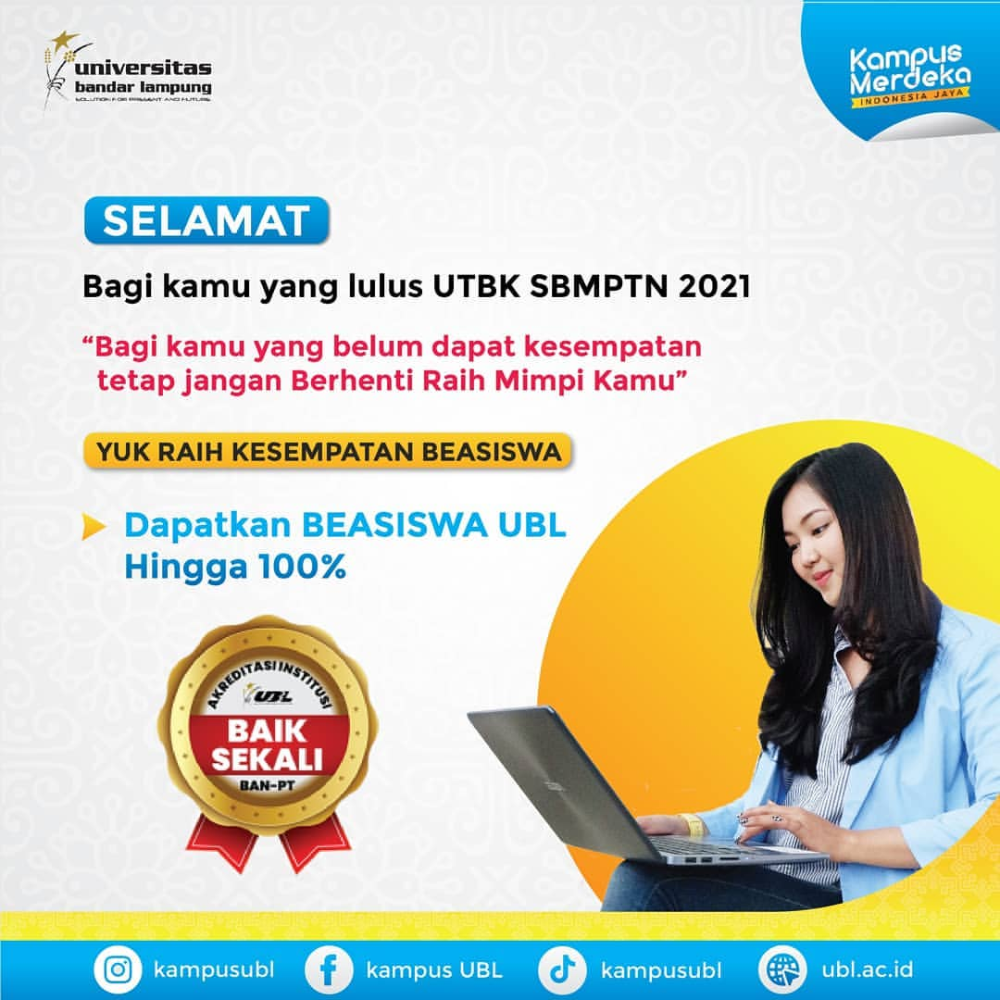 universitas
bandar lampung
SOLUTION FOR PRESENT AND FUTURE
Kampus
Merdeka
INDONESIA JAYA
SELAMAT
Bagi kamu yang lulus UTBK SBMPTN 2021
“Bagi kamu yang belum dapat kesempatan
tetap jangan Berhenti Raih Mimpi Kamu”
YUK RAIH KESEMPATAN BEASISWA
Dapatkan BEASISWA UBL
Hingga 100%
AKREDITASI INSTITUSI
UBL
BAIK
SEKALI
BAN-PT
kampusubl
kampus UBL
kampusubl
ubl.ac.id